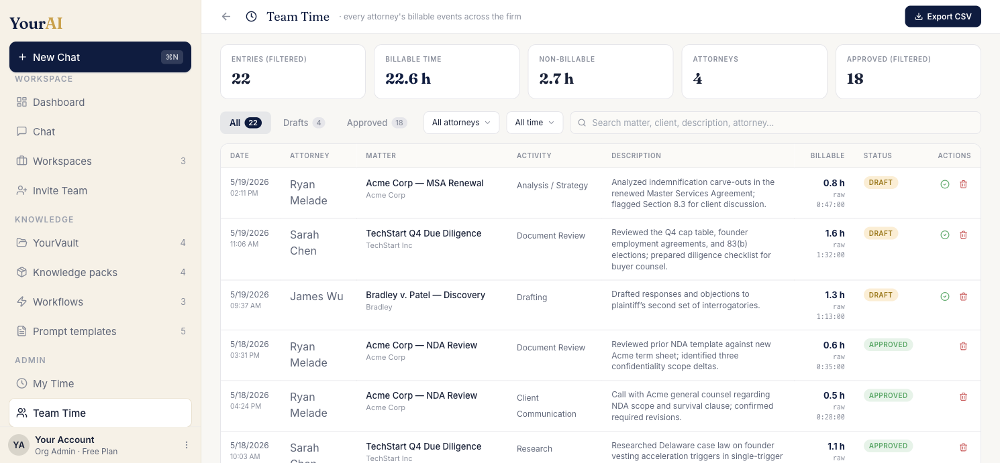 YourAI
New Chat ⌘N
WORKSPACE
Dashboard
Chat
Workspaces 3
Invite Team
KNOWLEDGE
YourVault 4
Knowledge packs 4
Workflows 3
Prompt templates 5
ADMIN
My Time
Team Time
YA
Your Account
Org Admin · Free Plan
Team Time · every attorney's billable events across the firm
Export CSV
ENTRIES (FILTERED)
22
BILLABLE TIME
22.6 h
NON-BILLABLE
2.7 h
ATTORNEYS
4
APPROVED (FILTERED)
18
All 22 Drafts 4 Approved 18 All attorneys All time Search matter, client, description, attorney...
DATE ATTORNEY MATTER ACTIVITY DESCRIPTION BILLABLE STATUS ACTIONS
5/19/2026
02:11 PM
Ryan
Melade
Acme Corp — MSA Renewal
Acme Corp
Analysis / Strategy
Analyzed indemnification carve-outs in the
renewed Master Services Agreement;
flagged Section 8.3 for client discussion.
0.8 h
raw
0:47:00
DRAFT
5/19/2026
11:06 AM
Sarah
Chen
TechStart Q4 Due Diligence
TechStart Inc
Document Review
Reviewed the Q4 cap table, founder
employment agreements, and 83(b)
elections; prepared diligence checklist for
buyer counsel.
1.6 h
raw
1:32:00
DRAFT
5/19/2026
09:37 AM
James Wu
Bradley v. Patel — Discovery
Bradley
Drafting
Drafted responses and objections to
plaintiff's second set of interrogatories.
1.3 h
raw
1:13:00
DRAFT
5/18/2026
03:31 PM
Ryan
Melade
Acme Corp — NDA Review
Acme Corp
Document Review
Reviewed prior NDA template against new
Acme term sheet; identified three
confidentiality scope deltas.
0.6 h
raw
0:35:00
APPROVED
5/18/2026
04:24 PM
Ryan
Melade
Acme Corp — NDA Review
Acme Corp
Client
Communication
Call with Acme general counsel regarding
NDA scope and survival clause; confirmed
required revisions.
0.5 h
raw
0:28:00
APPROVED
5/18/2026
10:03 AM
Sarah
Chen
TechStart Q4 Due Diligence
TechStart Inc
Research
Researched Delaware case law on founder
vesting acceleration triggers in single-trigger
1.1 h
raw
APPROVED